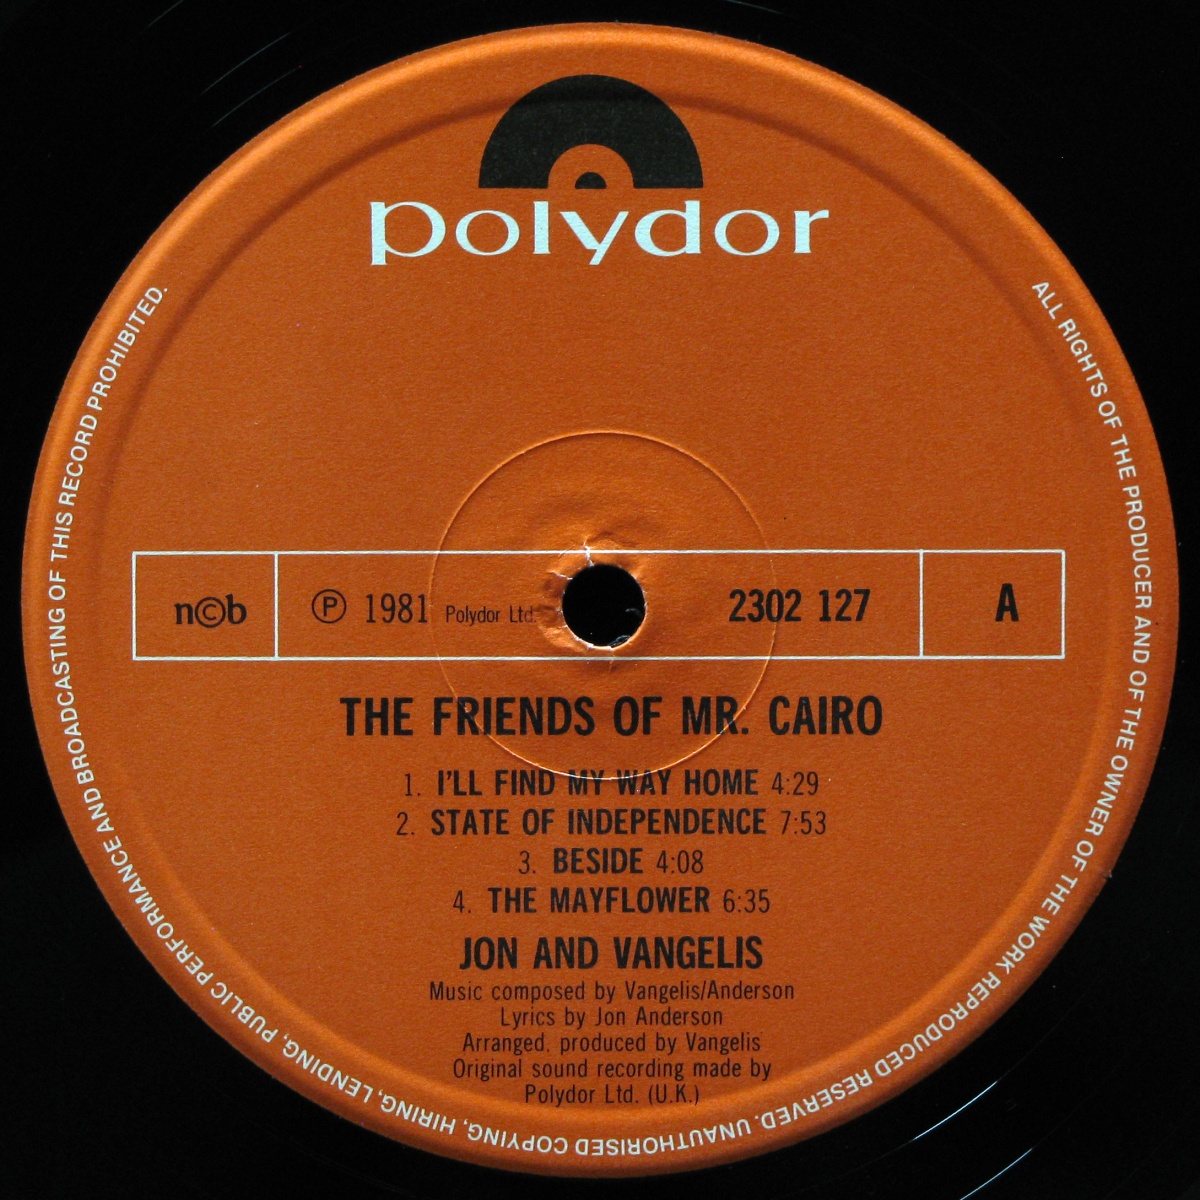 polydor
n©b
℗ 1981 Polydor Ltd.
2302 127
A
THE FRIENDS OF MR. CAIRO
1. I'LL FIND MY WAY HOME 4:29
2. STATE OF INDEPENDENCE 7:53
3. BESIDE 4:08
4. THE MAYFLOWER 6:35
JON AND VANGELIS
Music composed by Vangelis/Anderson
Lyrics by Jon Anderson
Arranged, produced by Vangelis
Original sound recording made by
Polydor Ltd. (U.K.)
ALL RIGHTS OF THE PRODUCER AND OF THE OWNER OF THE WORK REPRODUCED RESERVED. UNAUTHORISED COPYING, HIRING, LENDING, PUBLIC PERFORMANCE AND BROADCASTING OF THIS RECORD PROHIBITED.